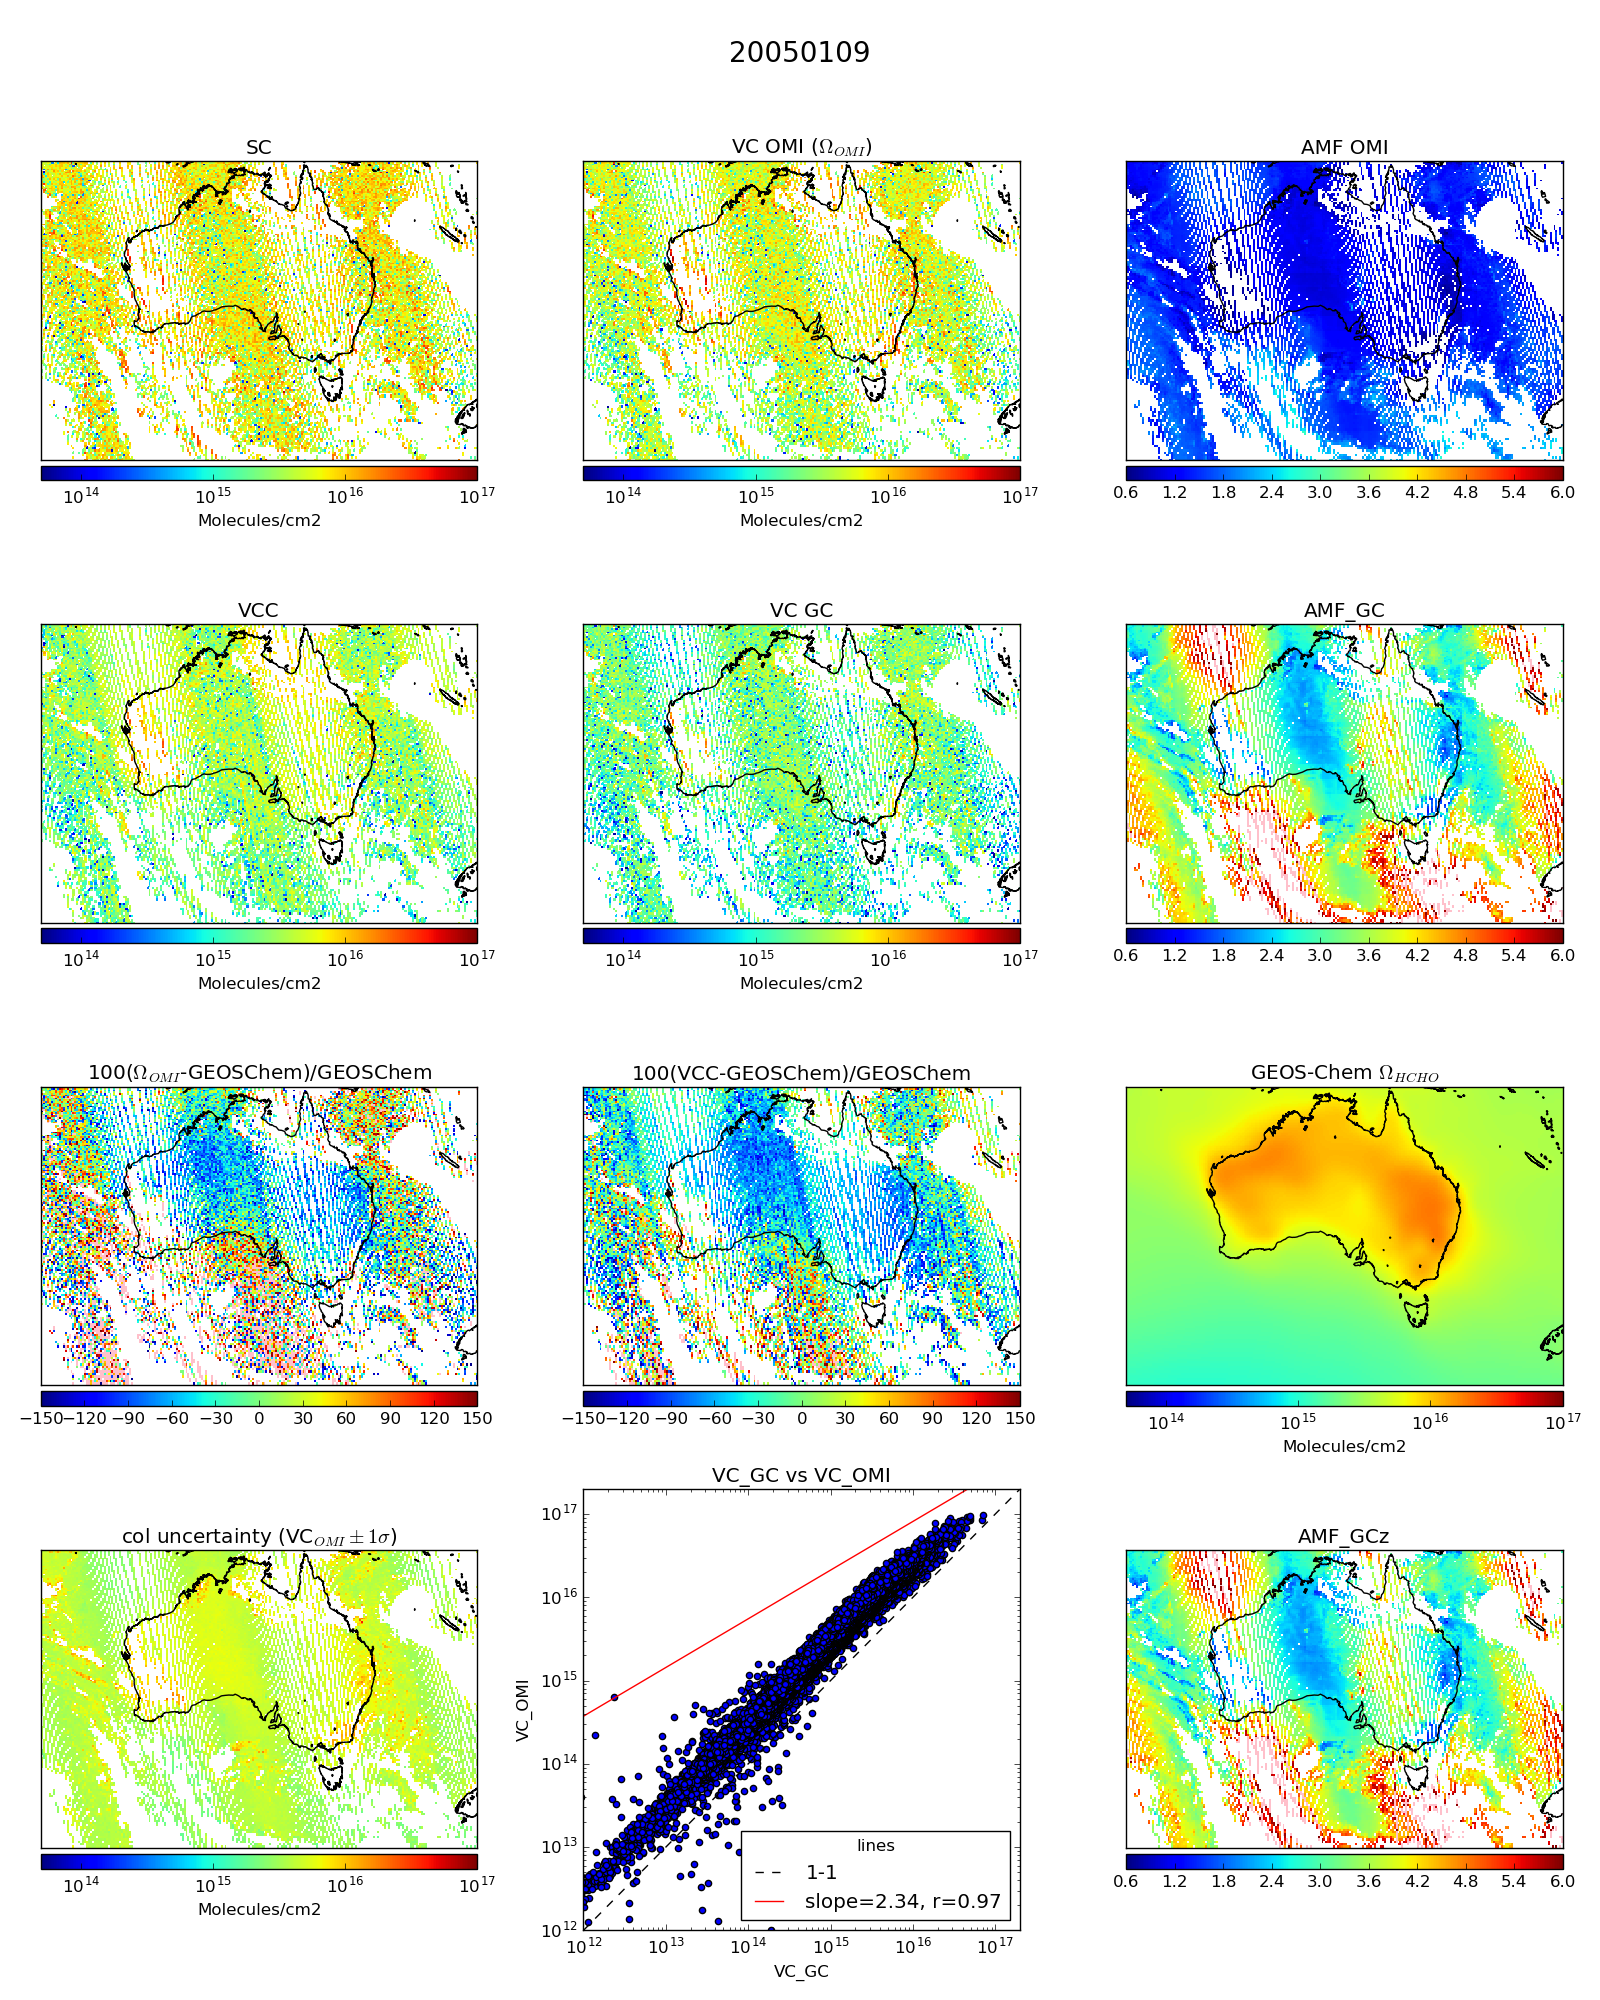 20050109
SC
10^14 10^15 10^16 10^17
Molecules/cm2
VC OMI (Ω_OMI)
10^14 10^15 10^16 10^17
Molecules/cm2
AMF OMI
0.6 1.2 1.8 2.4 3.0 3.6 4.2 4.8 5.4 6.0
VCC
10^14 10^15 10^16 10^17
Molecules/cm2
VC GC
10^14 10^15 10^16 10^17
Molecules/cm2
AMF_GC
0.6 1.2 1.8 2.4 3.0 3.6 4.2 4.8 5.4 6.0
100(Ω_OMI-GEOSChem)/GEOSChem
−150 −120 −90 −60 −30 0 30 60 90 120 150
100(VCC-GEOSChem)/GEOSChem
−150 −120 −90 −60 −30 0 30 60 90 120 150
GEOS-Chem Ω_HCHO
10^14 10^15 10^16 10^17
Molecules/cm2
col uncertainty (VC_OMI ± 1σ)
10^14 10^15 10^16 10^17
Molecules/cm2
VC_GC vs VC_OMI
10^17
10^16
10^15
10^14
10^13
10^12
VC_OMI
lines
1-1
slope=2.34, r=0.97
10^12 10^13 10^14 10^15 10^16 10^17
VC_GC
AMF_GCz
0.6 1.2 1.8 2.4 3.0 3.6 4.2 4.8 5.4 6.0